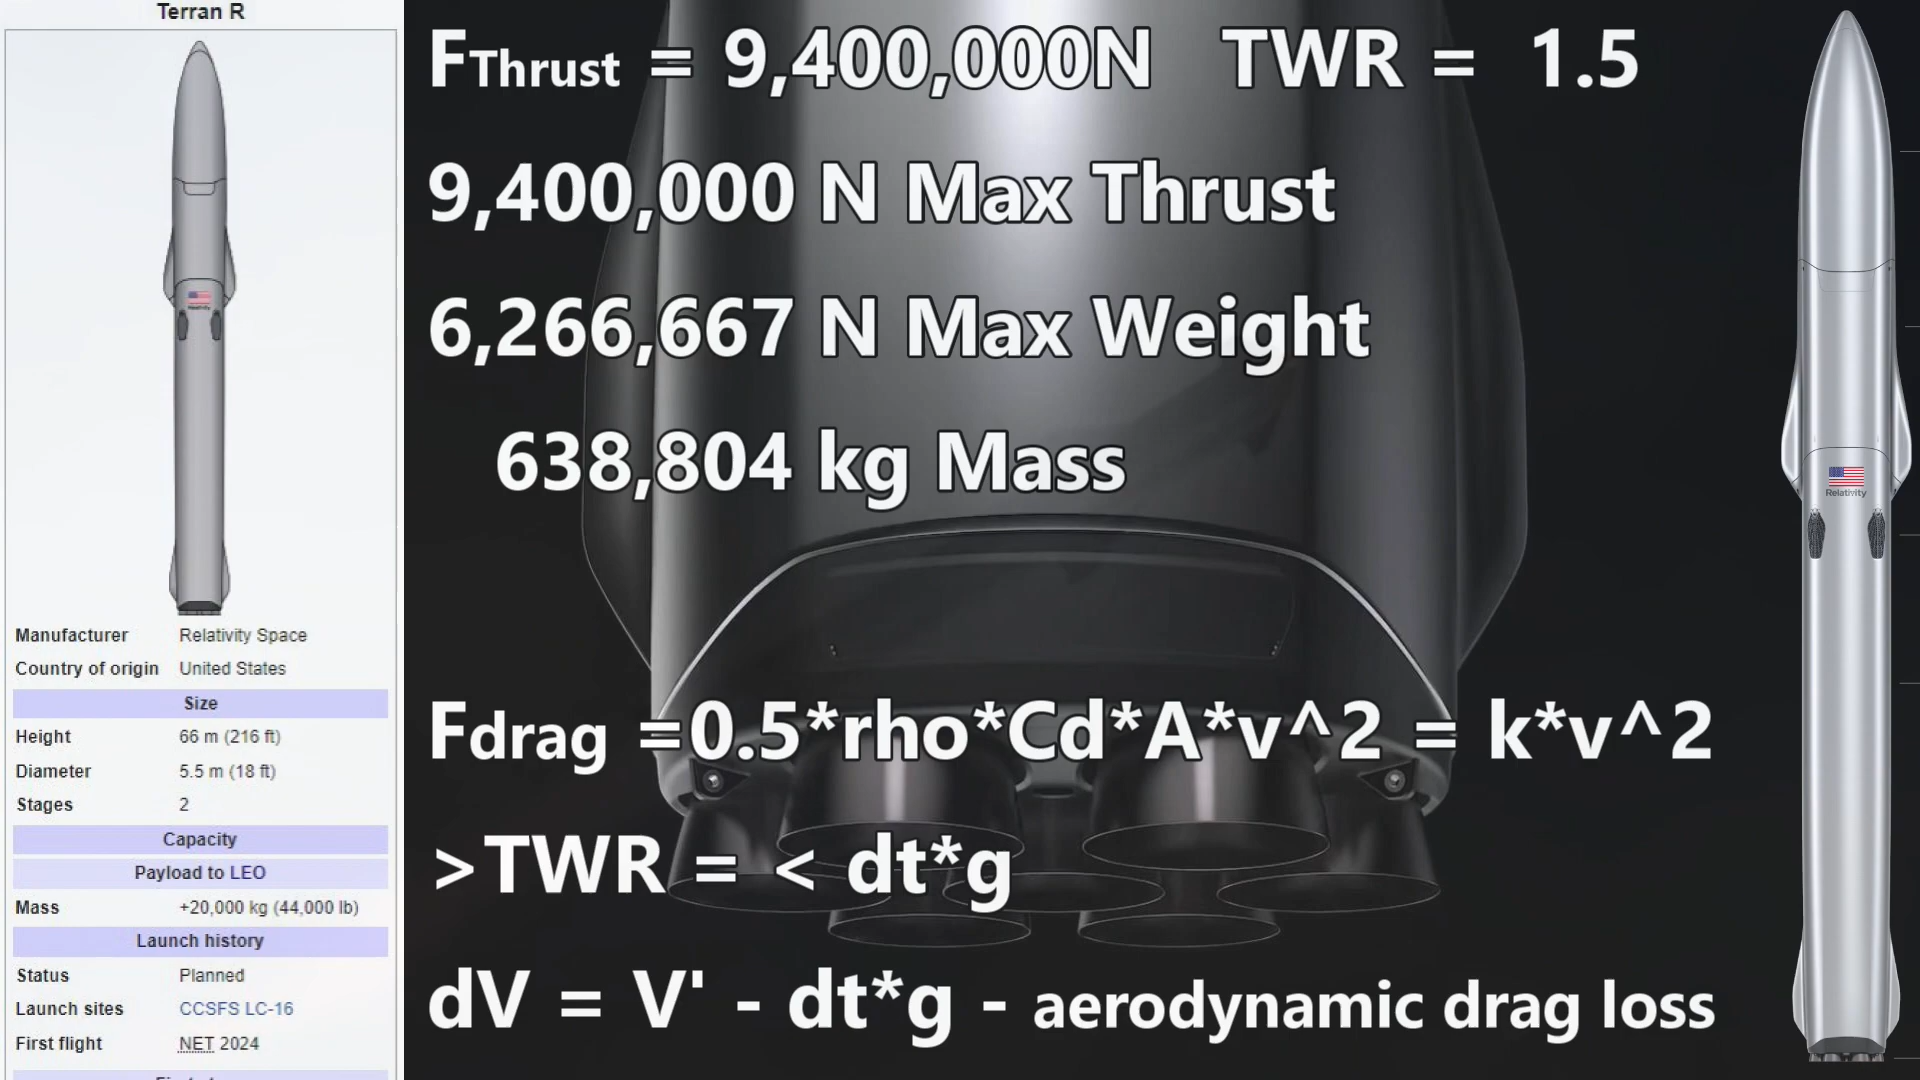 Terran R
Relativity
Manufacturer Relativity Space
Country of origin United States
Size
Height 66 m (216 ft)
Diameter 5.5 m (18 ft)
Stages 2
Capacity
Payload to LEO
Mass +20,000 kg (44,000 lb)
Launch history
Status Planned
Launch sites CCSFS LC-16
First flight NET 2024
FThrust = 9,400,000N TWR = 1.5
9,400,000 N Max Thrust
6,266,667 N Max Weight
638,804 kg Mass
Fdrag =0.5*rho*Cd*A*v^2 = k*v^2
>TWR = < dt*g
dV = V' - dt*g - aerodynamic drag loss
Relativity